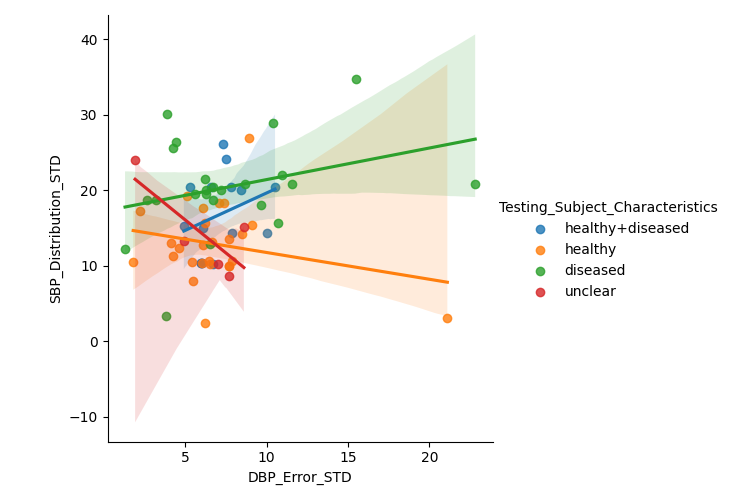 40
30
20
10
0
−10
SBP_Distribution_STD
5
10
15
20
DBP_Error_STD
Testing_Subject_Characteristics
healthy+diseased
healthy
diseased
unclear